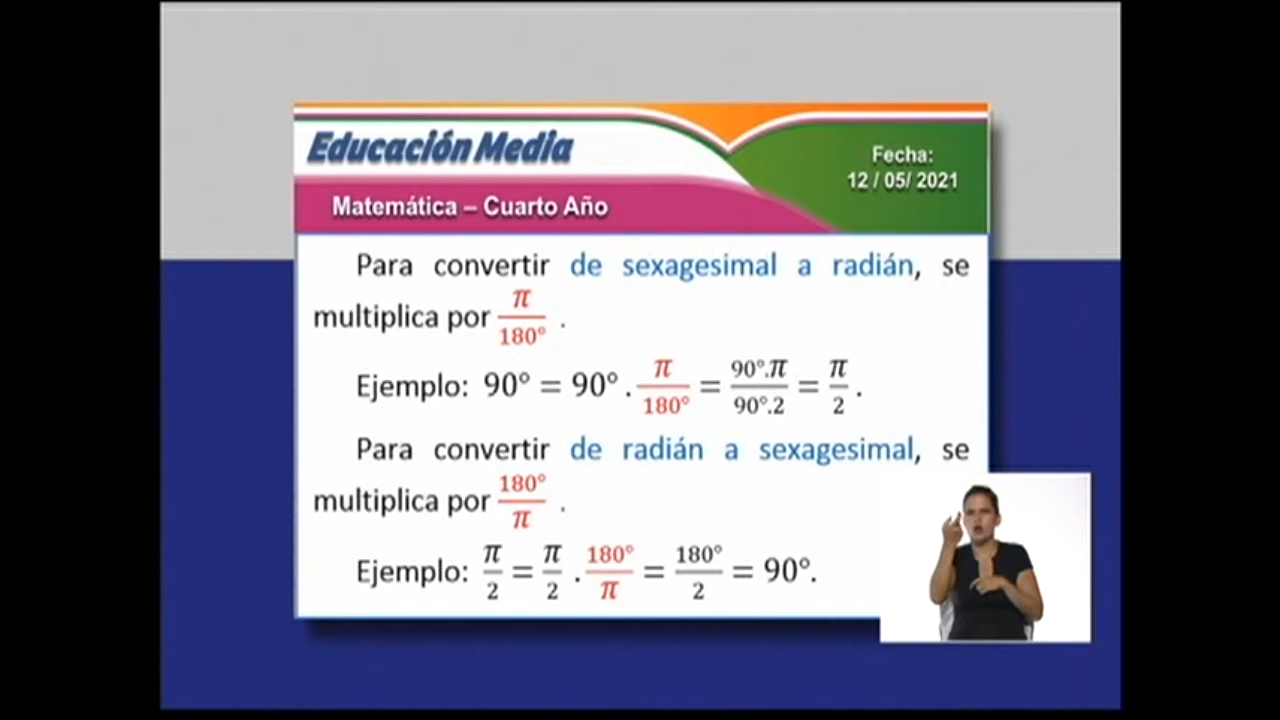 Educación Media
Fecha:
12 / 05/ 2021
Matemática – Cuarto Año
Para convertir de sexagesimal a radián, se
multiplica por π/180° .
Ejemplo: 90° = 90° . π/180° = 90°.π/90°.2 = π/2 .
Para convertir de radián a sexagesimal, se
multiplica por 180°/π .
Ejemplo: π/2 = π/2 . 180°/π = 180°/2 = 90°.